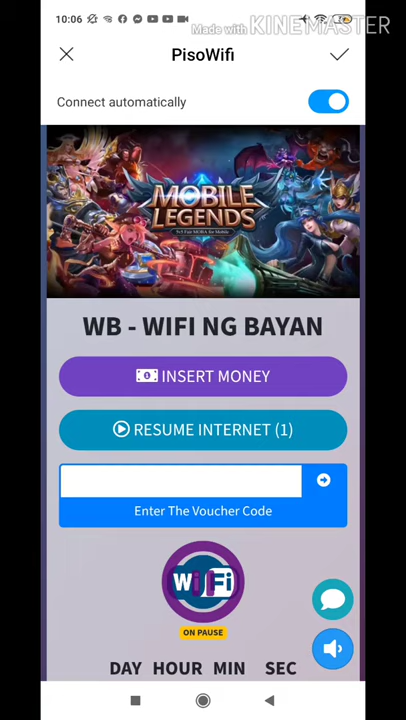 10:06
Made with KINEMASTER
PisoWifi
Connect automatically
MOBILE
LEGENDS
WB - WIFI NG BAYAN
INSERT MONEY
RESUME INTERNET (1)
Enter The Voucher Code
WiFi
ON PAUSE
DAY HOUR MIN SEC